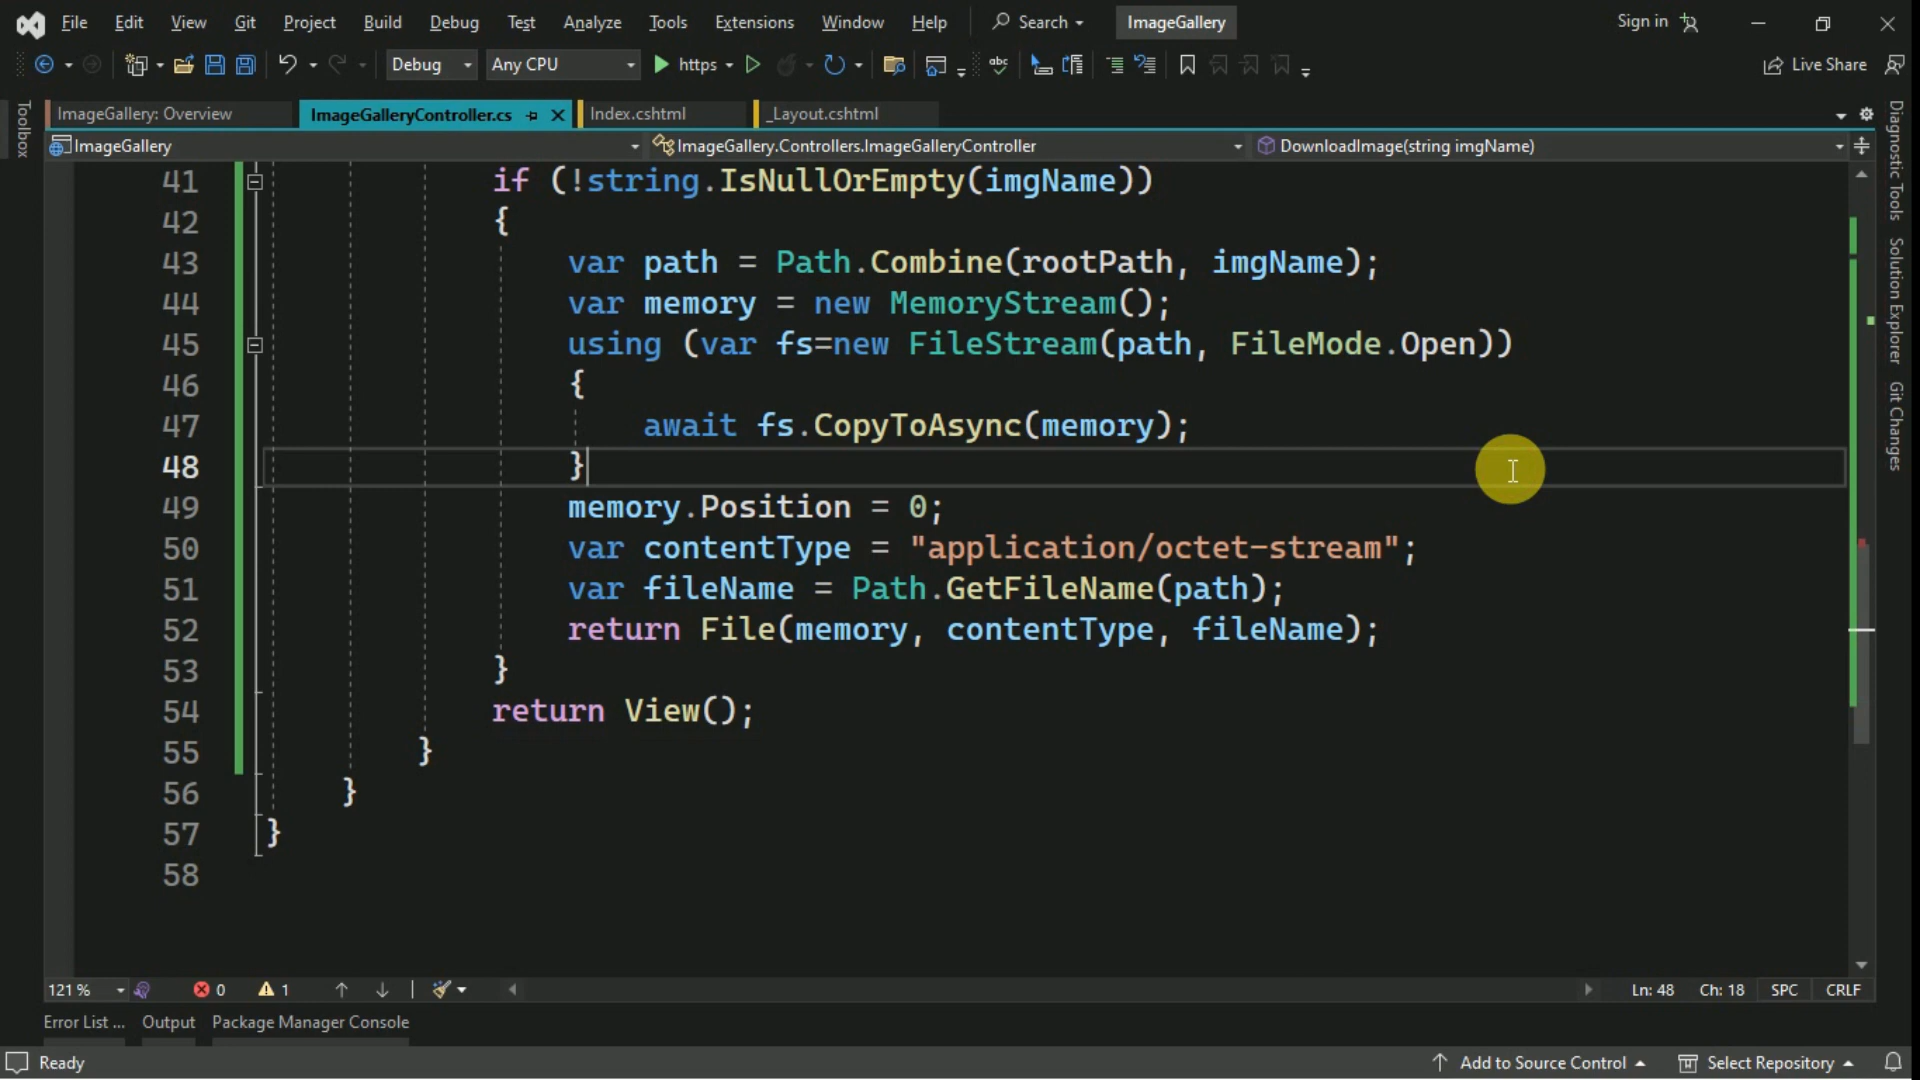 File Edit View Git Project Build Debug Test Analyze Tools Extensions Window Help Search ImageGallery Sign in
Debug Any CPU https Live Share
Toolbox
ImageGallery: Overview ImageGalleryController.cs Index.cshtml _Layout.cshtml
ImageGallery ImageGallery.Controllers.ImageGalleryController DownloadImage(string imgName)
41 if (!string.IsNullOrEmpty(imgName))
42 {
43 var path = Path.Combine(rootPath, imgName);
44 var memory = new MemoryStream();
45 using (var fs=new FileStream(path, FileMode.Open))
46 {
47 await fs.CopyToAsync(memory);
48 }
49 memory.Position = 0;
50 var contentType = "application/octet-stream";
51 var fileName = Path.GetFileName(path);
52 return File(memory, contentType, fileName);
53 }
54 return View();
55 }
56 }
57 }
58
Diagnostic Tools
Solution Explorer
Git Changes
121 % 0 1 Ln: 48 Ch: 18 SPC CRLF
Error List ... Output Package Manager Console
Ready Add to Source Control Select Repository